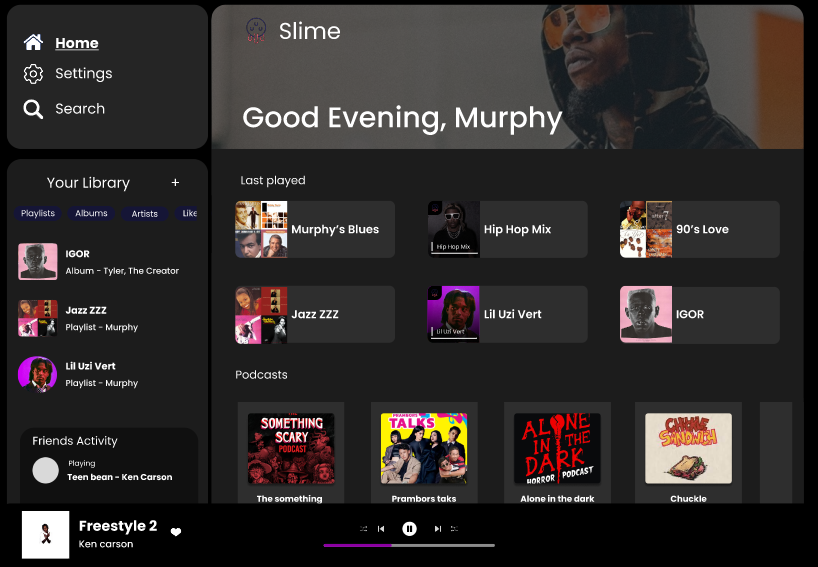 Home
Settings
Search
Your Library +
Playlists Albums Artists Like
IGOR
Album - Tyler, The Creator
Jazz ZZZ
Playlist - Murphy
Lil Uzi Vert
Playlist - Murphy
Friends Activity
Playing
Teen bean - Ken Carson
Slime
Good Evening, Murphy
Last played
Murphy's Blues
Hip Hop Mix
Hip Hop Mix
90's Love
after 7
Jazz ZZZ
Lil Uzi Vert
Lil Uzi Vert
IGOR
Podcasts
SOMETHING
SCARY
PODCAST
The something
PRAMBORS
TALKS
Prambors taks
ALONE
IN THE
DARK
HORROR PODCAST
Alone in the dark
CHUCKLE
SANDWICH
Chuckle
Freestyle 2
Ken carson